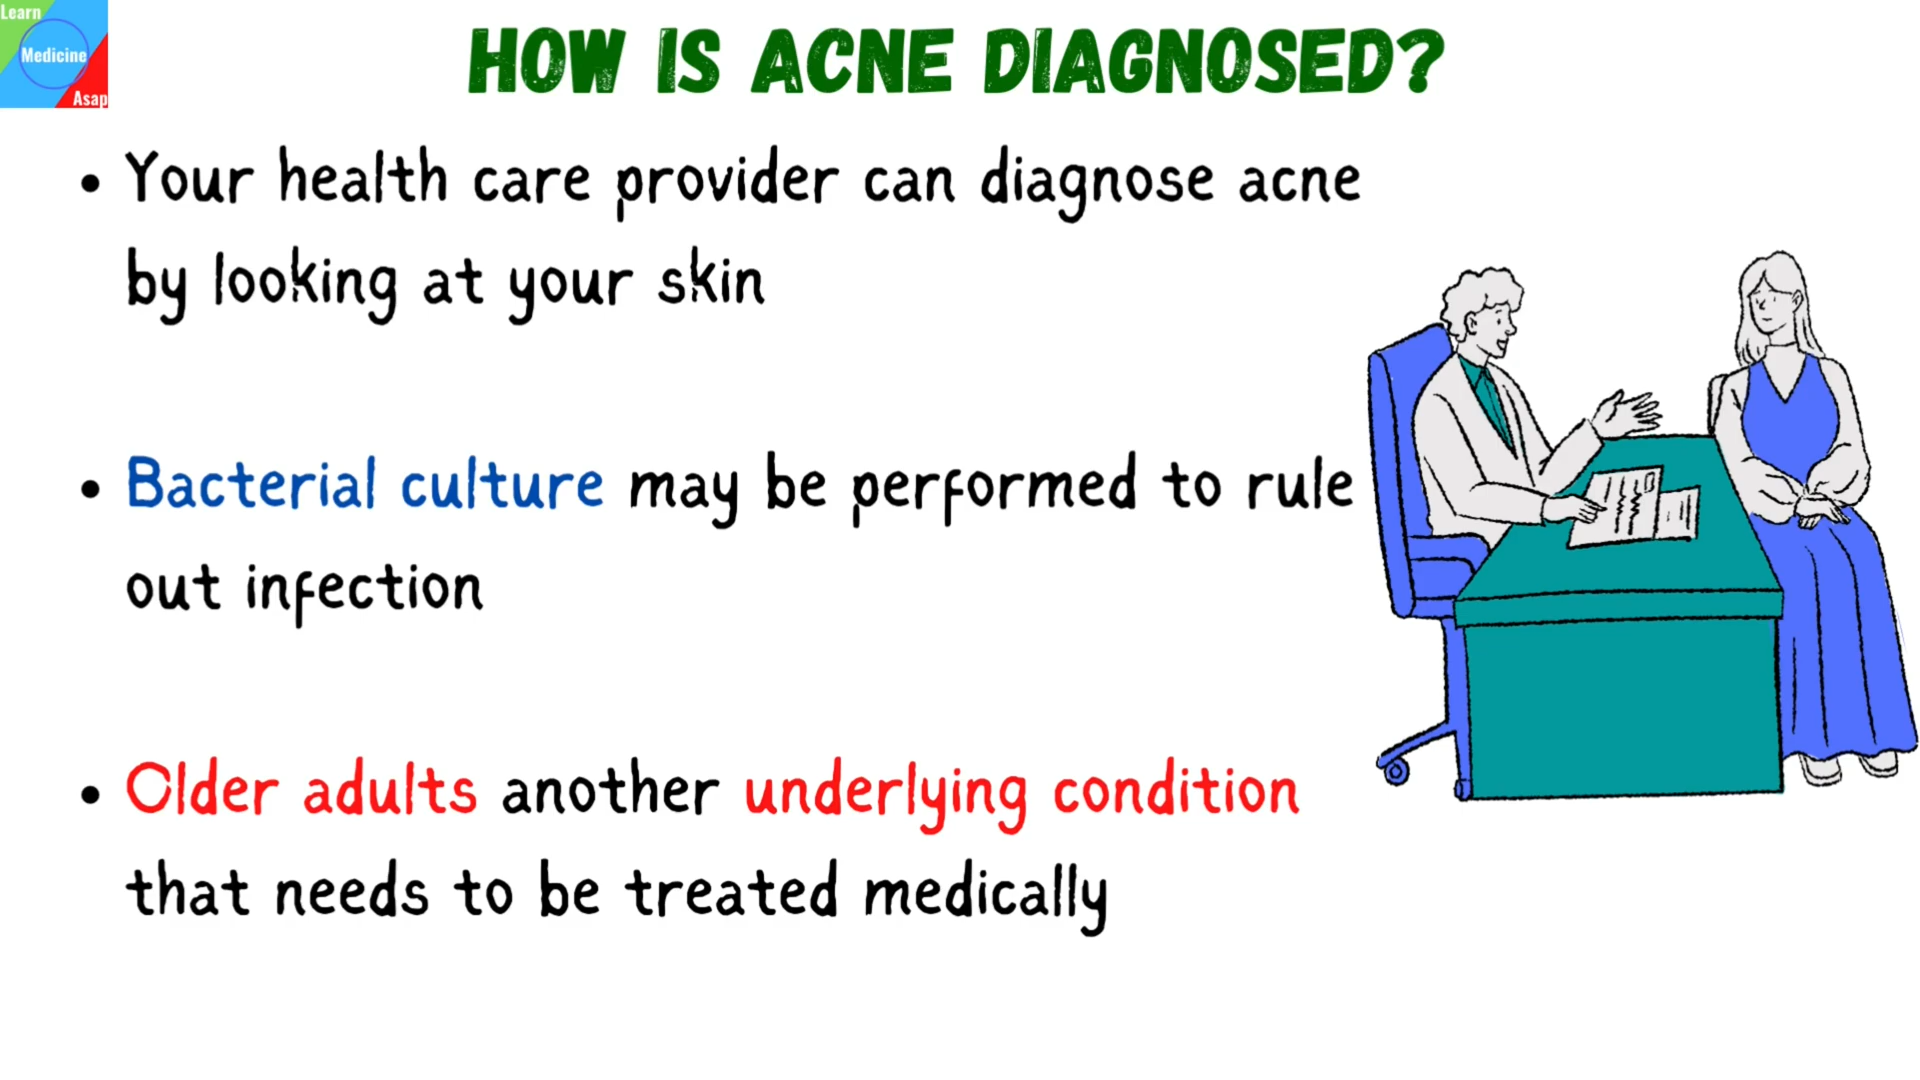 Learn
Medicine
Asap
HOW IS ACNE DIAGNOSED?
• Your health care provider can diagnose acne
by looking at your skin
• Bacterial culture may be performed to rule
out infection
• Older adults another underlying condition
that needs to be treated medically